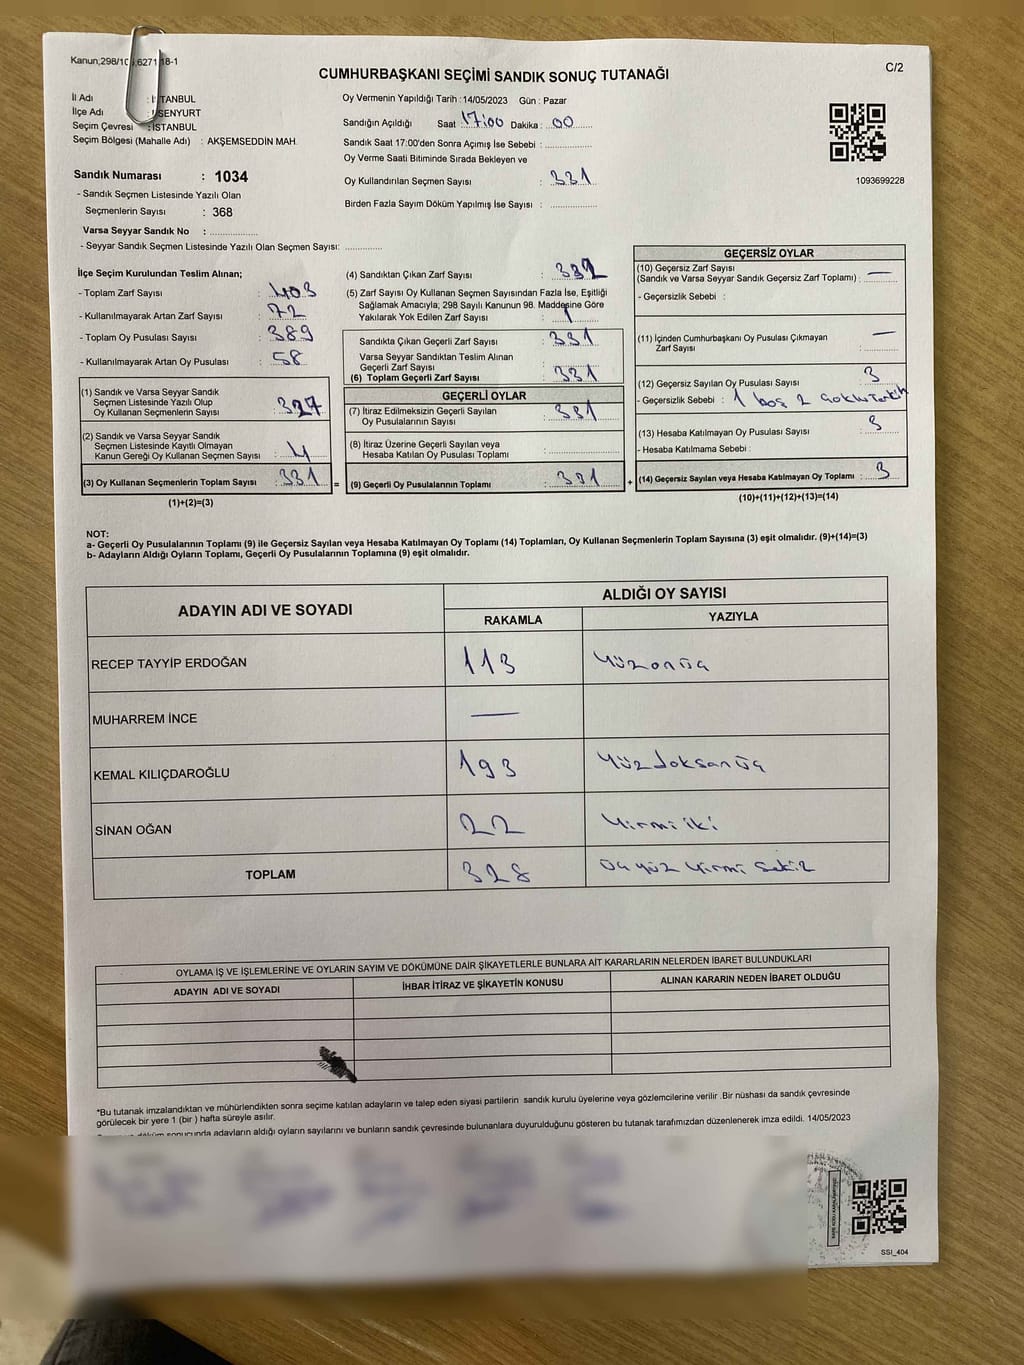 Kanun;298/10 ;627118-1
C/2
CUMHURBAŞKANI SEÇİMİ SANDIK SONUÇ TUTANAĞI
İl Adı : İSTANBUL
İlçe Adı : SENYURT
Seçim Çevresi : İSTANBUL
Seçim Bölgesi (Mahalle Adı) : AKŞEMSEDDİN MAH.
Sandık Numarası : 1034
- Sandık Seçmen Listesinde Yazılı Olan
Seçmenlerin Sayısı : 368
Varsa Seyyar Sandık No :
- Seyyar Sandık Seçmen Listesinde Yazılı Olan Seçmen Sayısı:
Oy Vermenin Yapıldığı Tarih : 14/05/2023 Gün : Pazar
Sandığın Açıldığı Saat 17:00 Dakika : 00
Sandık Saat 17:00'den Sonra Açımış İse Sebebi :
Oy Verme Saati Bitiminde Sırada Bekleyen ve
Oy Kullandırılan Seçmen Sayısı : 331
Birden Fazla Sayım Döküm Yapılmış İse Sayısı :
1093699228
İlçe Seçim Kurulundan Teslim Alınan;
- Toplam Zarf Sayısı : 403
- Kullanılmayarak Artan Zarf Sayısı : 72
- Toplam Oy Pusulası Sayısı : 389
- Kullanılmayarak Artan Oy Pusulası : 58
(1) Sandık ve Varsa Seyyar Sandık
Seçmen Listesinde Yazılı Olup
Oy Kullanan Seçmenlerin Sayısı : 327
(2) Sandık ve Varsa Seyyar Sandık
Seçmen Listesinde Kayıtlı Olmayan
Kanun Gereği Oy Kullanan Seçmen Sayısı : 4
(3) Oy Kullanan Seçmenlerin Toplam Sayısı : 331 =
(1)+(2)=(3)
(4) Sandıktan Çıkan Zarf Sayısı : 332
(5) Zarf Sayısı Oy Kullanan Seçmen Sayısından Fazla İse, Eşitliği
Sağlamak Amacıyla, 298 Sayılı Kanunun 98. Maddesine Göre
Yakılarak Yok Edilen Zarf Sayısı : 1
Sandıkta Çıkan Geçerli Zarf Sayısı : 331
Varsa Seyyar Sandıktan Teslim Alınan
Geçerli Zarf Sayısı :
(6) Toplam Geçerli Zarf Sayısı : 331
GEÇERLİ OYLAR
(7) İtiraz Edilmeksizin Geçerli Sayılan
Oy Pusulalarının Sayısı : 331
(8) İtiraz Üzerine Geçerli Sayılan veya
Hesaba Katılan Oy Pusulası Toplamı :
(9) Geçerli Oy Pusulalarının Toplamı : 331 +
GEÇERSİZ OYLAR
(10) Geçersiz Zarf Sayısı
(Sandık ve Varsa Seyyar Sandık Geçersiz Zarf Toplamı) : —
- Geçersizlik Sebebi :
(11) İçinden Cumhurbaşkanı Oy Pusulası Çıkmayan
Zarf Sayısı : —
(12) Geçersiz Sayılan Oy Pusulası Sayısı : 3
- Geçersizlik Sebebi : 1 boş 2
(13) Hesaba Katılmayan Oy Pusulası Sayısı : 3
- Hesaba Katılmama Sebebi :
(14) Geçersiz Sayılan veya Hesaba Katılmayan Oy Toplamı : 3
(10)+(11)+(12)+(13)=(14)
NOT:
a- Geçerli Oy Pusulalarının Toplamı (9) ile Geçersiz Sayılan veya Hesaba Katılmayan Oy Toplamı (14) Toplamları, Oy Kullanan Seçmenlerin Toplam Sayısına (3) eşit olmalıdır. (9)+(14)=(3)
b- Adayların Aldığı Oyların Toplamı, Geçerli Oy Pusulalarının Toplamına (9) eşit olmalıdır.
ADAYIN ADI VE SOYADI ALDIĞI OY SAYISI
RAKAMLA YAZIYLA
RECEP TAYYİP ERDOĞAN 113 Yüzonüç
MUHARREM İNCE —
KEMAL KILIÇDAROĞLU 193 Yüzdoksanüç
SİNAN OĞAN 22 Yirmiiki
TOPLAM 328 Üçyüz yirmi sekiz
OYLAMA İŞ VE İŞLEMLERİNE VE OYLARIN SAYIM VE DÖKÜMÜNE DAİR ŞİKAYETLERLE BUNLARA AİT KARARLARIN NELERDEN İBARET BULUNDUKLARI
ADAYIN ADI VE SOYADI İHBAR İTİRAZ VE ŞİKAYETİN KONUSU ALINAN KARARIN NEDEN İBARET OLDUĞU
*Bu tutanak imzalandıktan ve mühürlendikten sonra seçime katılan adayların ve talep eden siyasi partilerin sandık kurulu üyelerine veya gözlemcilerine verilir .Bir nüshası da sandık çevresinde
görülecek bir yere 1 (bir ) hafta süreyle asılır.
döküm sonucunda adayların aldığı oyların sayılarını ve bunların sandık çevresinde bulunanlara duyurulduğunu gösteren bu tutanak tarafımızdan düzenlenerek imza edildi. 14/05/2023
SSI_404